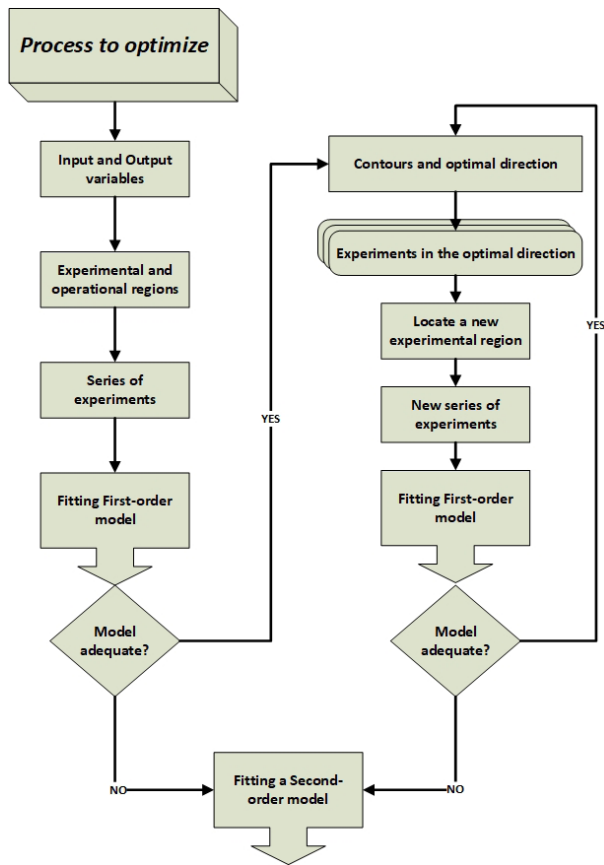 Process to optimize
Input and Output
variables
Experimental and
operational regions
Series of
experiments
Fitting First-order
model
Model
adequate?
YES
NO
Contours and optimal direction
Experiments in the optimal direction
Locate a new
experimental region
New series of
experiments
Fitting First-order
model
Model
adequate?
YES
NO
Fitting a Second-
order model